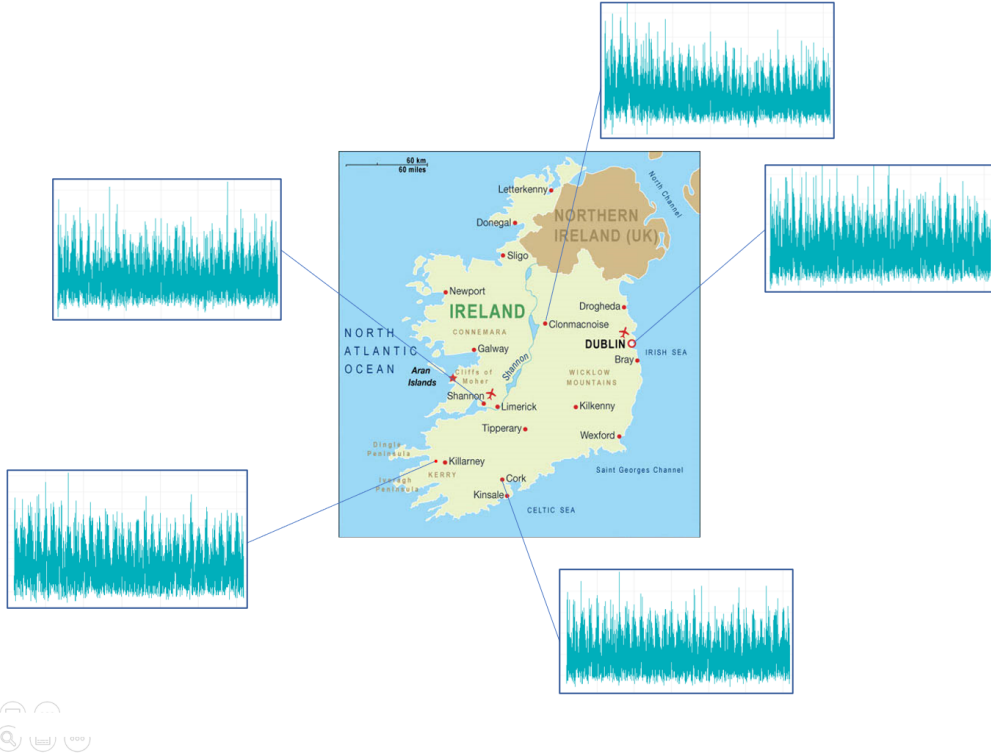 60 km
60 miles
Letterkenny
North Channel
NORTHERN
IRELAND (UK)
Donegal
Sligo
Newport
Drogheda
IRELAND
Clonmacnoise
NORTH
ATLANTIC
OCEAN
CONNEMARA
DUBLIN
IRISH SEA
Galway
Bray
Shannon
Aran
Islands
Cliffs of
Moher
WICKLOW
MOUNTAINS
Shannon
Limerick
Kilkenny
Tipperary
Wexford
Dingle
Peninsula
Killarney
KERRY
Saint Georges Channel
Iveragh
Peninsula
Cork
Kinsale
CELTIC SEA